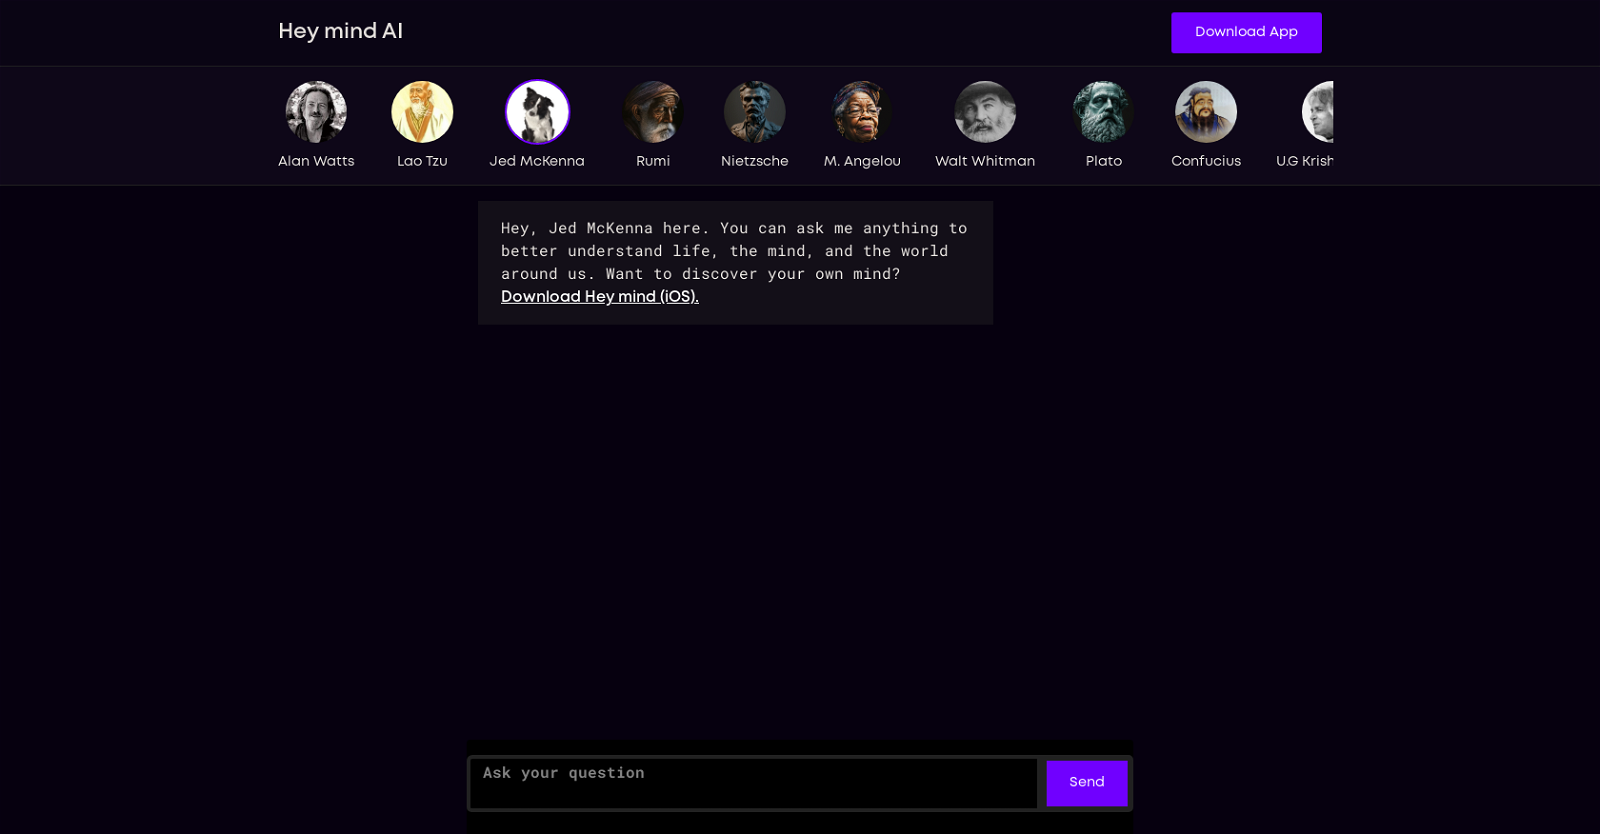 Hey mind AI
Download App
Alan Watts
Lao Tzu
Jed McKenna
Rumi
Nietzsche
M. Angelou
Walt Whitman
Plato
Confucius
U.G Krish
Hey, Jed McKenna here. You can ask me anything to
better understand life, the mind, and the world
around us. Want to discover your own mind?
Download Hey mind (iOS).
Ask your question
Send